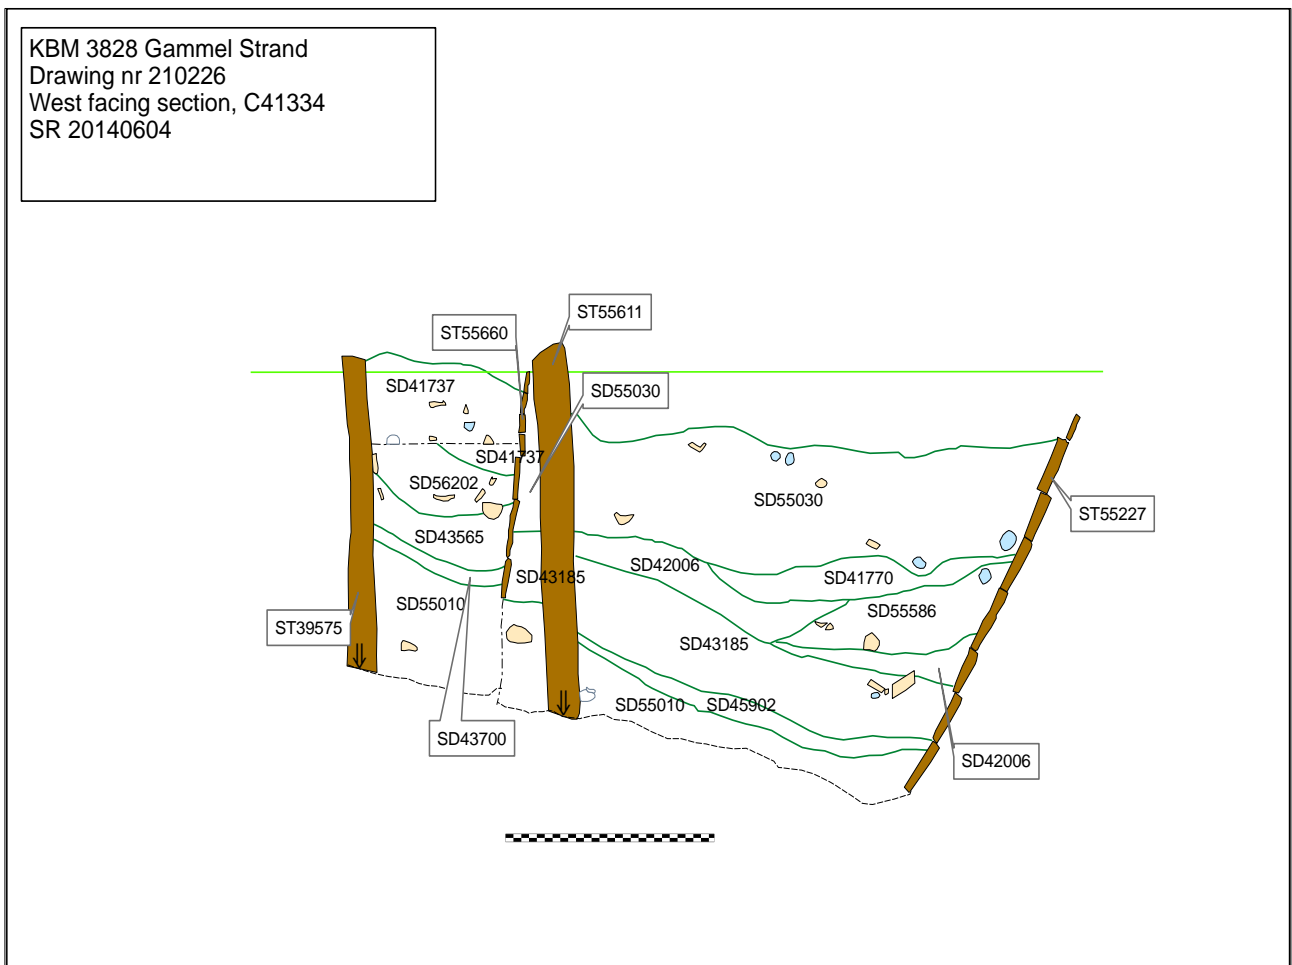 KBM 3828 Gammel Strand
Drawing nr 210226
West facing section, C41334
SR 20140604
ST55611
ST55660
SD41737
SD55030
SD41737
SD56202
SD55030
ST55227
SD43565
SD42006
SD43185
SD41770
SD55010
SD55586
ST39575
SD43185
SD55010
SD45902
SD43700
SD42006